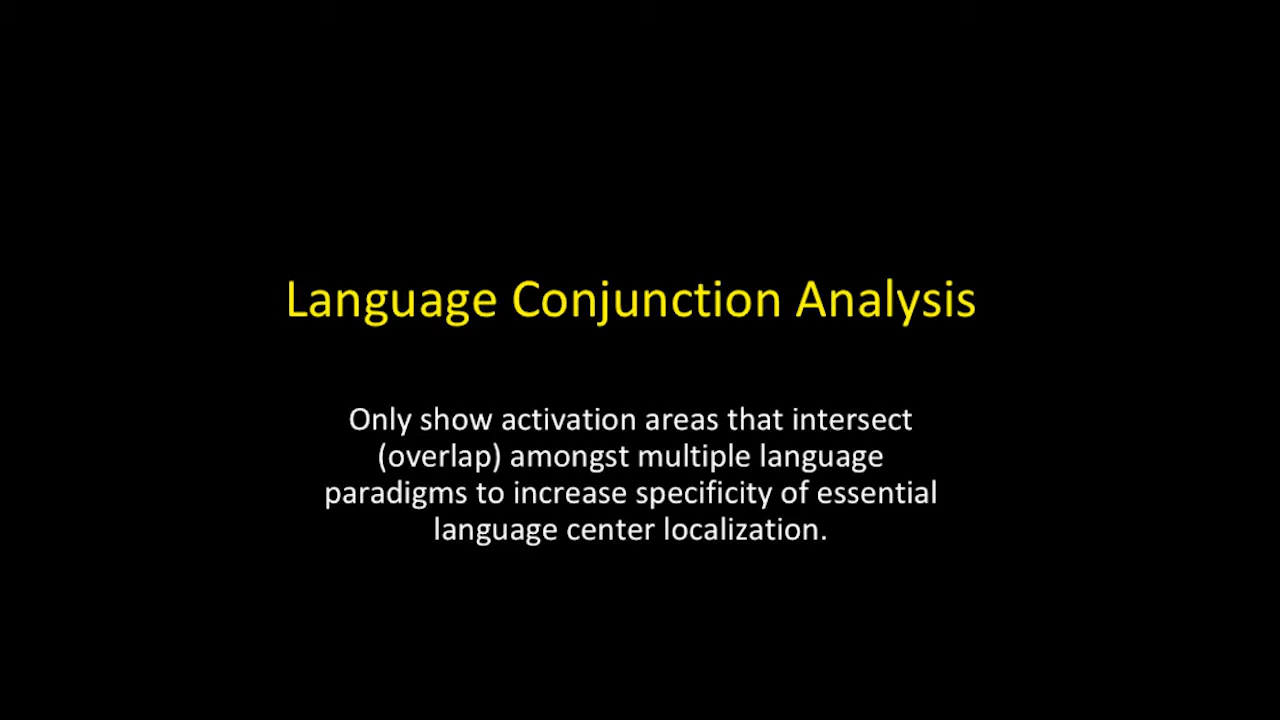 Language Conjunction Analysis
Only show activation areas that intersect
(overlap) amongst multiple language
paradigms to increase specificity of essential
language center localization.